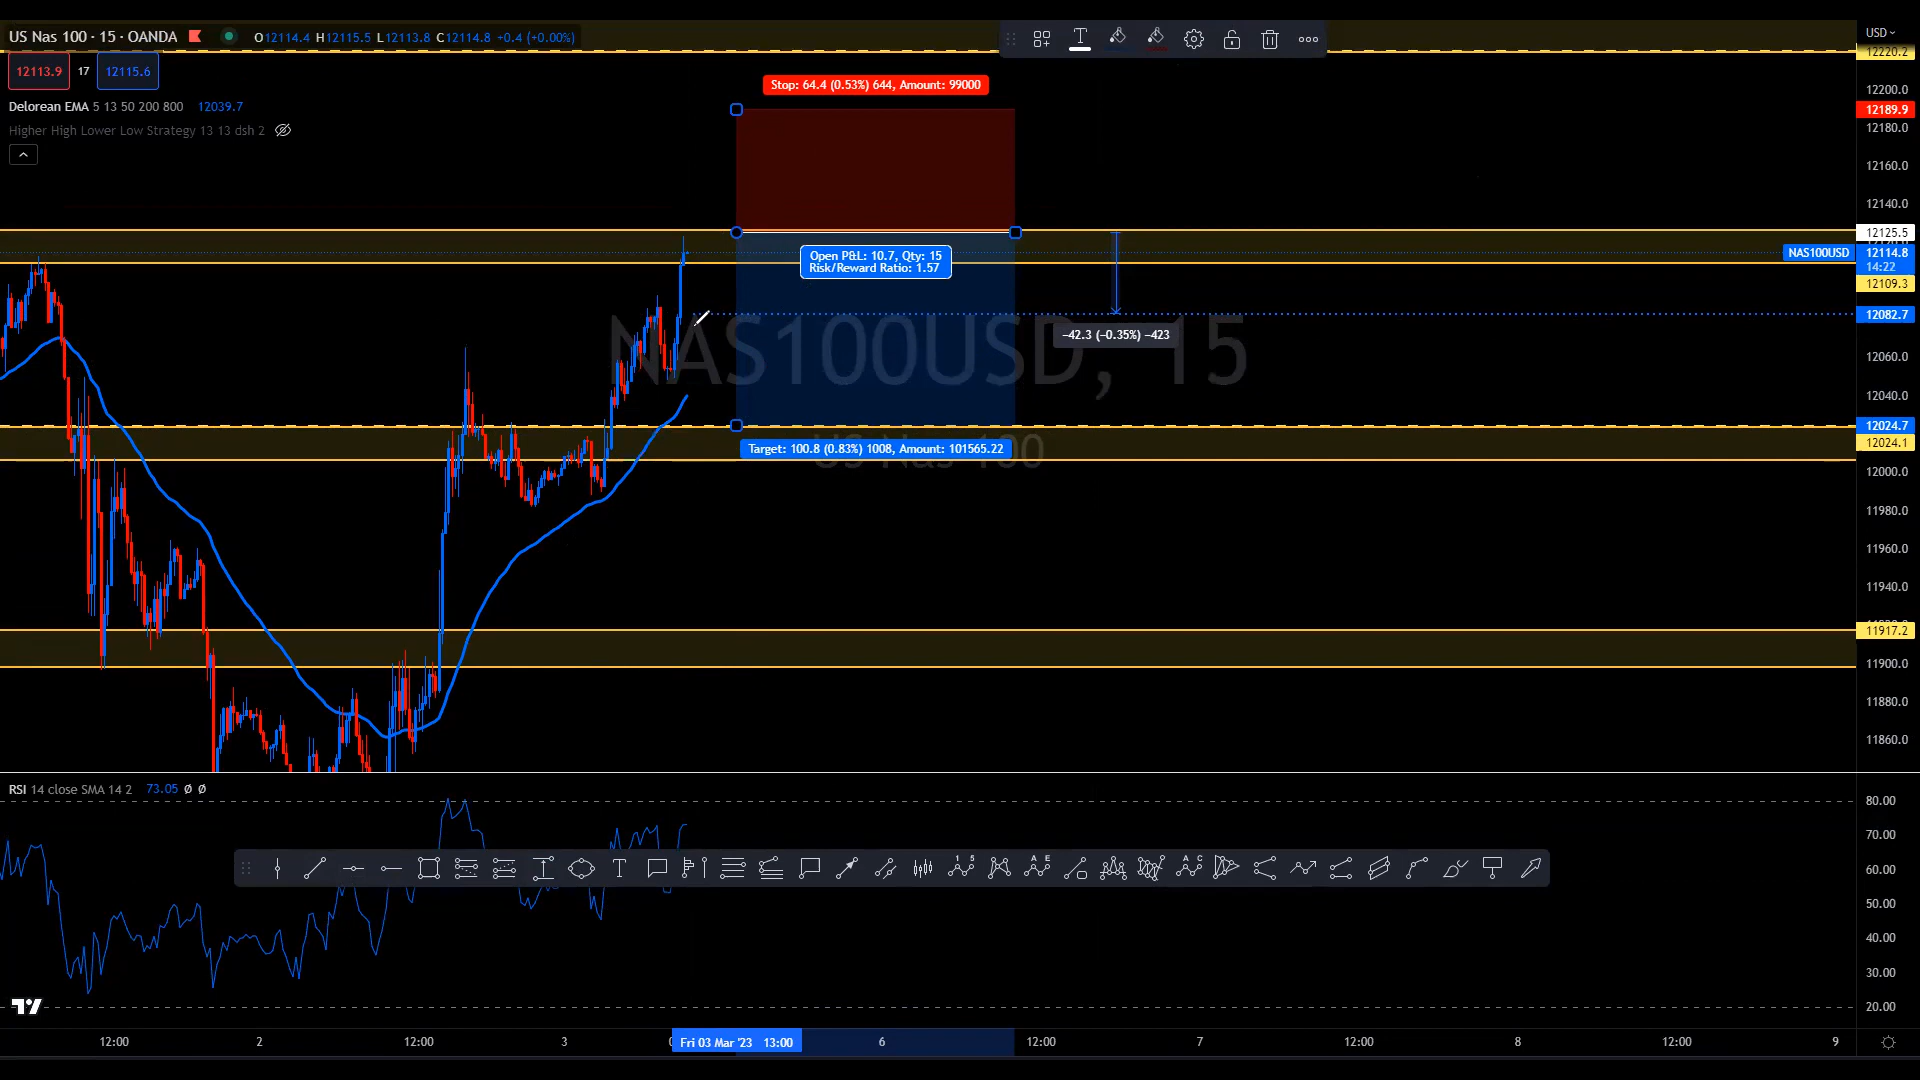 US Nas 100 · 15 · OANDA O12114.4 H12115.5 L12113.8 C12114.8 +0.4 (+0.00%)
USD
12220.2
12113.9 17 12115.6
Stop: 64.4 (0.53%) 644, Amount: 99000
12200.0
Delorean EMA 5 13 50 200 800 12039.7
12189.9
Higher High Lower Low Strategy 13 13 dsh 2
12180.0
12160.0
12140.0
12125.5
Open P&L: 10.7, Qty: 15
Risk/Reward Ratio: 1.57
NAS100USD 12114.8
14:22
12109.3
12082.7
−42.3 (−0.35%) −423
NAS100USD, 15
12060.0
12040.0
12024.7
12024.1
Target: 100.8 (0.83%) 1008, Amount: 101565.22
US Nas 100
12000.0
11980.0
11960.0
11940.0
11917.2
11900.0
11880.0
11860.0
RSI 14 close SMA 14 2 73.05 Ø Ø
80.00
70.00
60.00
50.00
40.00
30.00
20.00
12:00 2 12:00 3 Fri 03 Mar '23 13:00 6 12:00 7 12:00 8 12:00 9